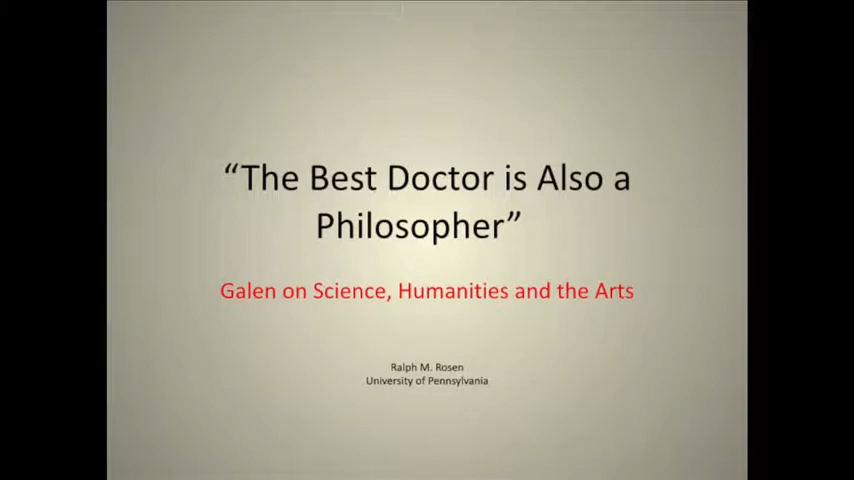 “The Best Doctor is Also a
Philosopher”
Galen on Science, Humanities and the Arts
Ralph M. Rosen
University of Pennsylvania